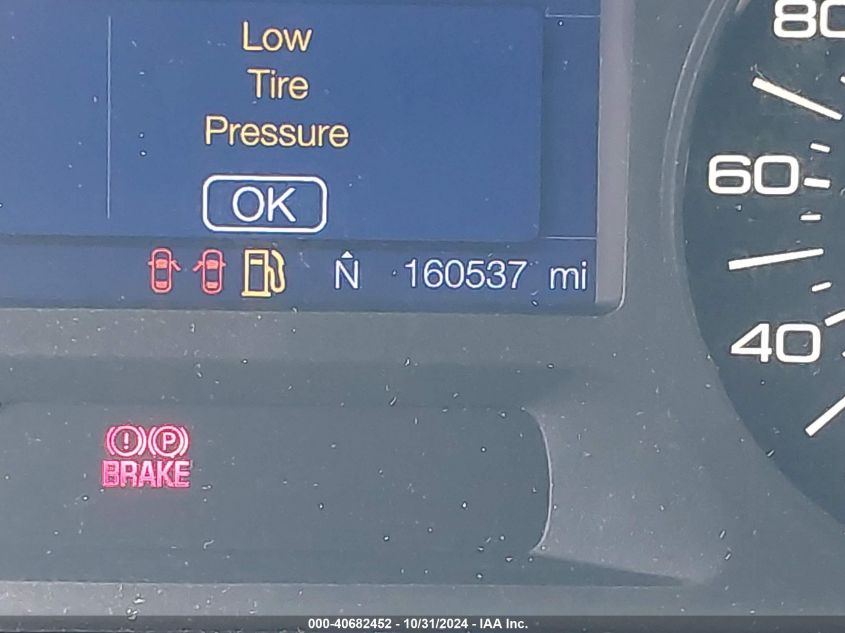 Low
Tire
Pressure
OK
N 160537 mi
80
60
40
(!) (P)
BRAKE
000-40682452 - 10/31/2024 - IAA Inc.